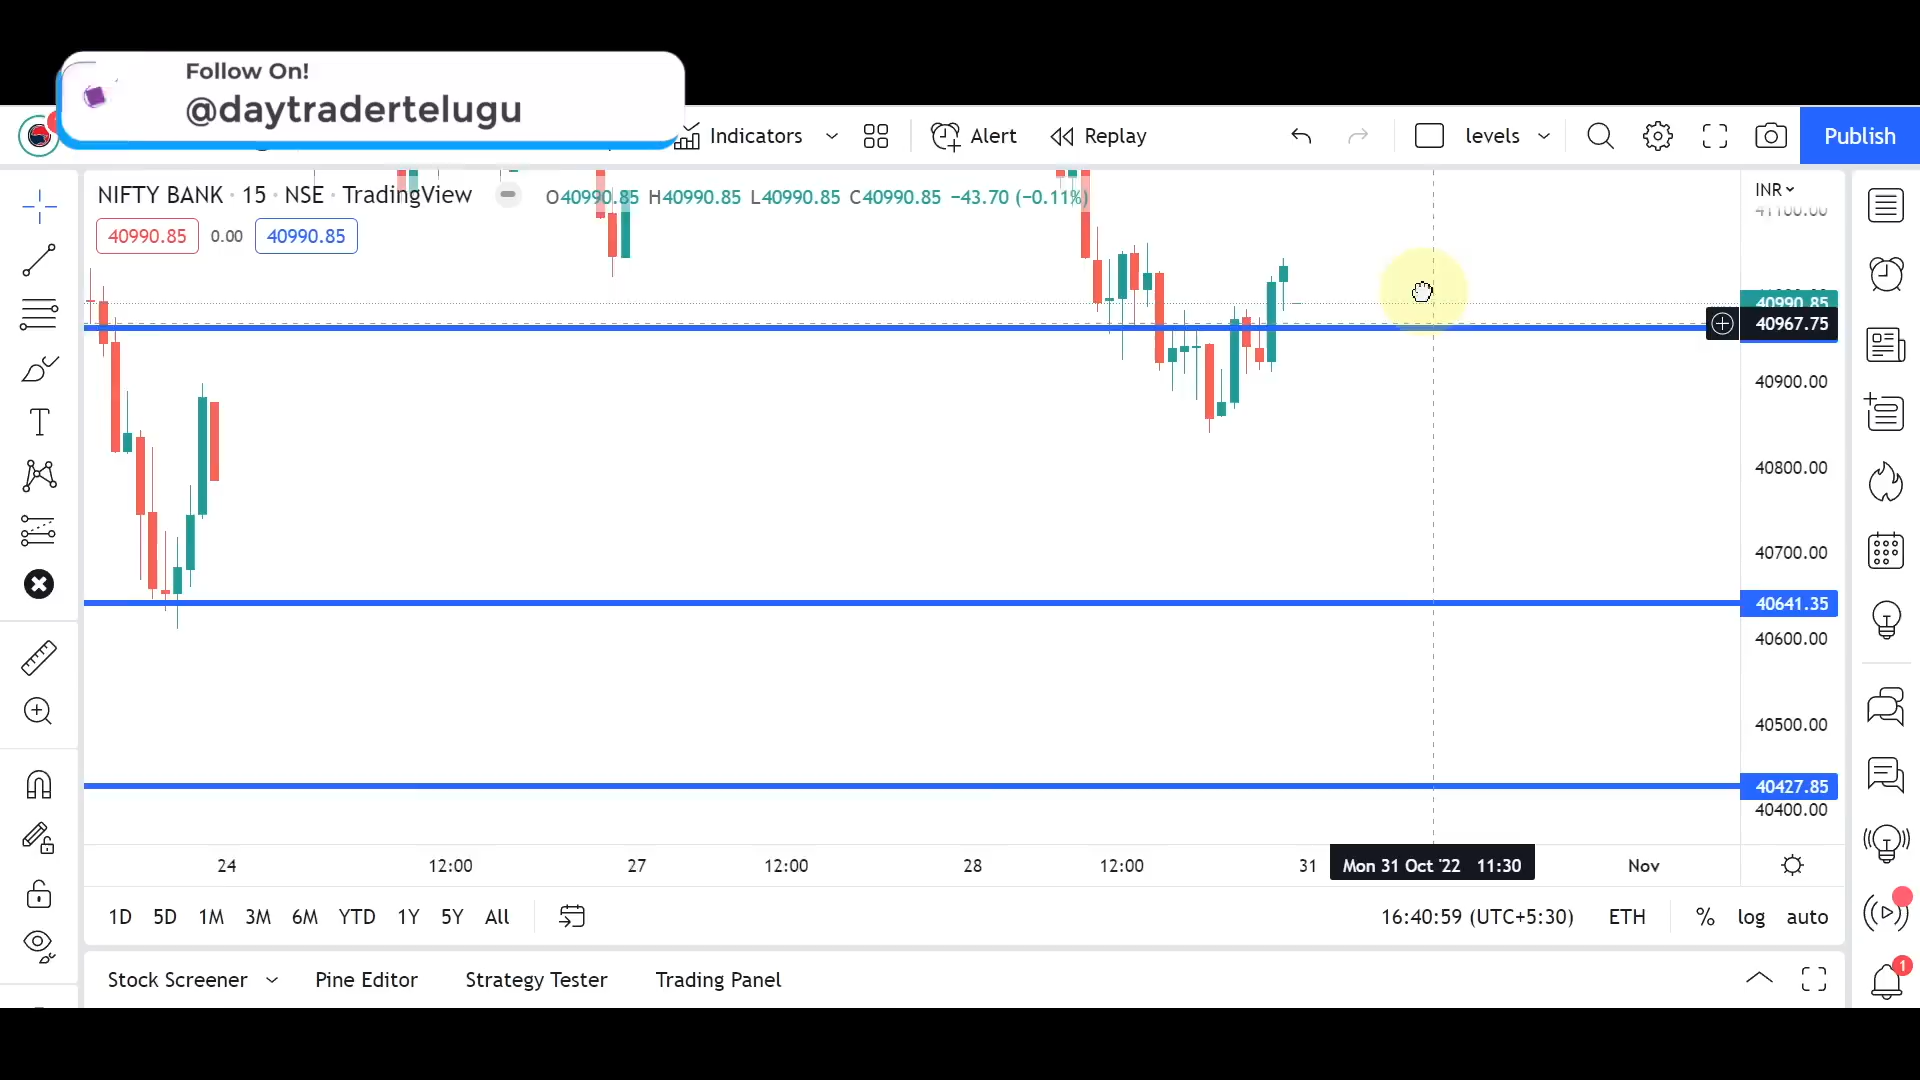 Follow On!
@daytradertelugu
Indicators
Alert
Replay
levels
Publish
NIFTY BANK · 15 · NSE · TradingView
O40990.85 H40990.85 L40990.85 C40990.85 −43.70 (−0.11%)
INR
41100.00
40990.85 0.00 40990.85
40990.85
40967.75
40900.00
40800.00
40700.00
40641.35
40600.00
40500.00
40427.85
40400.00
24 12:00 27 12:00 28 12:00 31 Mon 31 Oct '22 11:30 Nov
1D 5D 1M 3M 6M YTD 1Y 5Y All
16:40:59 (UTC+5:30) ETH % log auto
Stock Screener Pine Editor Strategy Tester Trading Panel
1